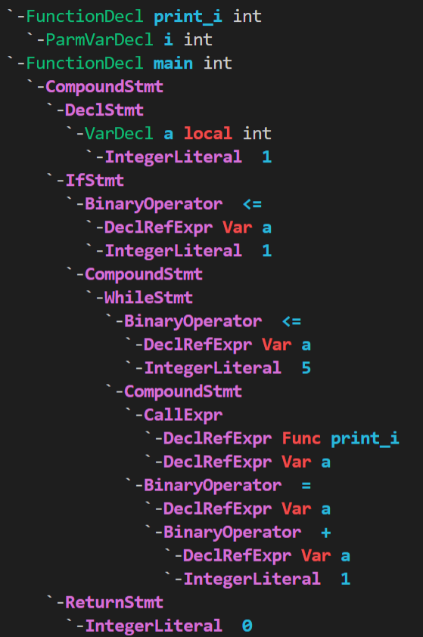 `-FunctionDecl print_i int
  `-ParmVarDecl i int
`-FunctionDecl main int
  `-CompoundStmt
    `-DeclStmt
      `-VarDecl a local int
        `-IntegerLiteral  1
    `-IfStmt
      `-BinaryOperator  <=
        `-DeclRefExpr Var a
        `-IntegerLiteral  1
      `-CompoundStmt
        `-WhileStmt
          `-BinaryOperator  <=
            `-DeclRefExpr Var a
            `-IntegerLiteral  5
          `-CompoundStmt
            `-CallExpr
              `-DeclRefExpr Func print_i
              `-DeclRefExpr Var a
            `-BinaryOperator  =
              `-DeclRefExpr Var a
              `-BinaryOperator  +
                `-DeclRefExpr Var a
                `-IntegerLiteral  1
    `-ReturnStmt
      `-IntegerLiteral  0